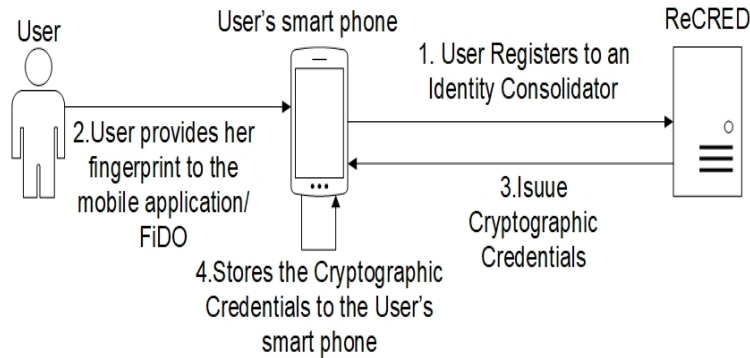 User
User's smart phone
ReCRED
1. User Registers to an
Identity Consolidator
2.User provides her
fingerprint to the
mobile application/
FiDO
3.Isuue
Cryptographic
Credentials
4.Stores the Cryptographic
Credentials to the User's
smart phone